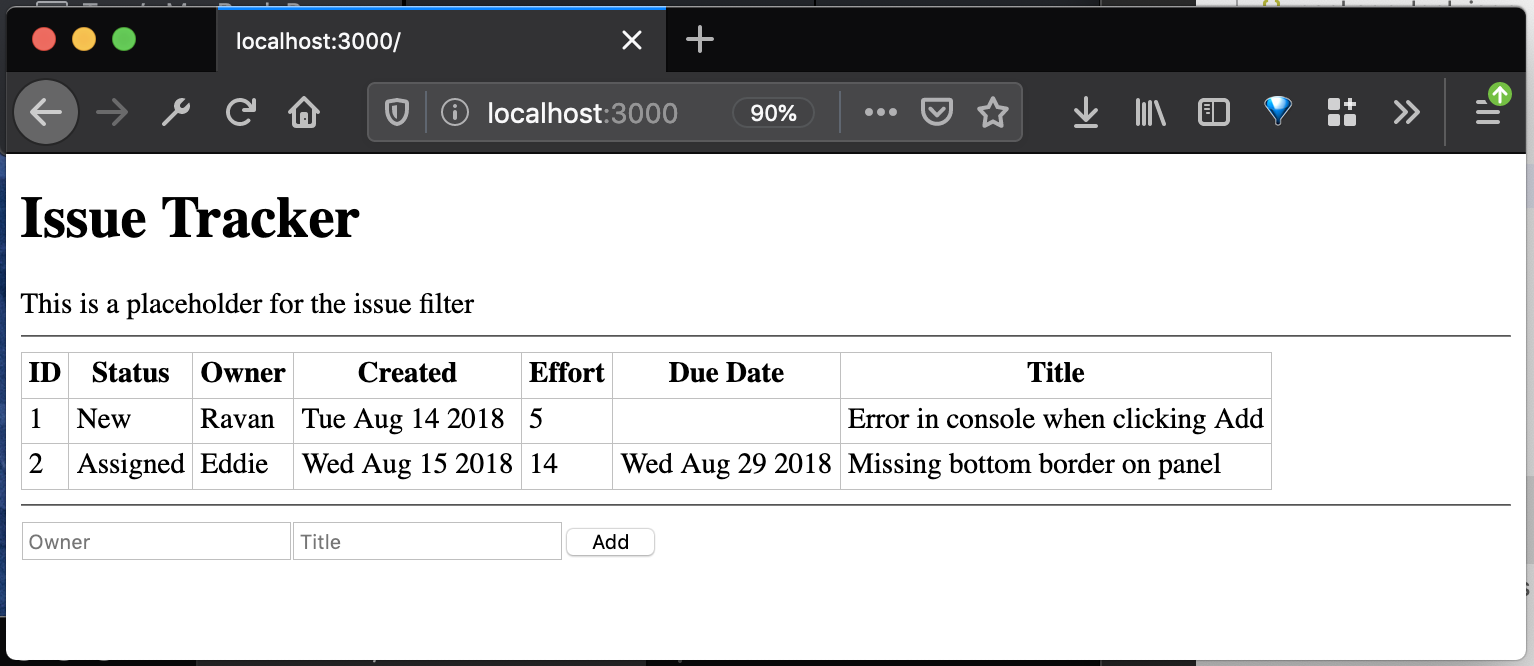 localhost:3000/
localhost:3000 90%
Issue Tracker
This is a placeholder for the issue filter
ID Status Owner Created Effort Due Date Title
1 New Ravan Tue Aug 14 2018 5 Error in console when clicking Add
2 Assigned Eddie Wed Aug 15 2018 14 Wed Aug 29 2018 Missing bottom border on panel
Owner Title Add